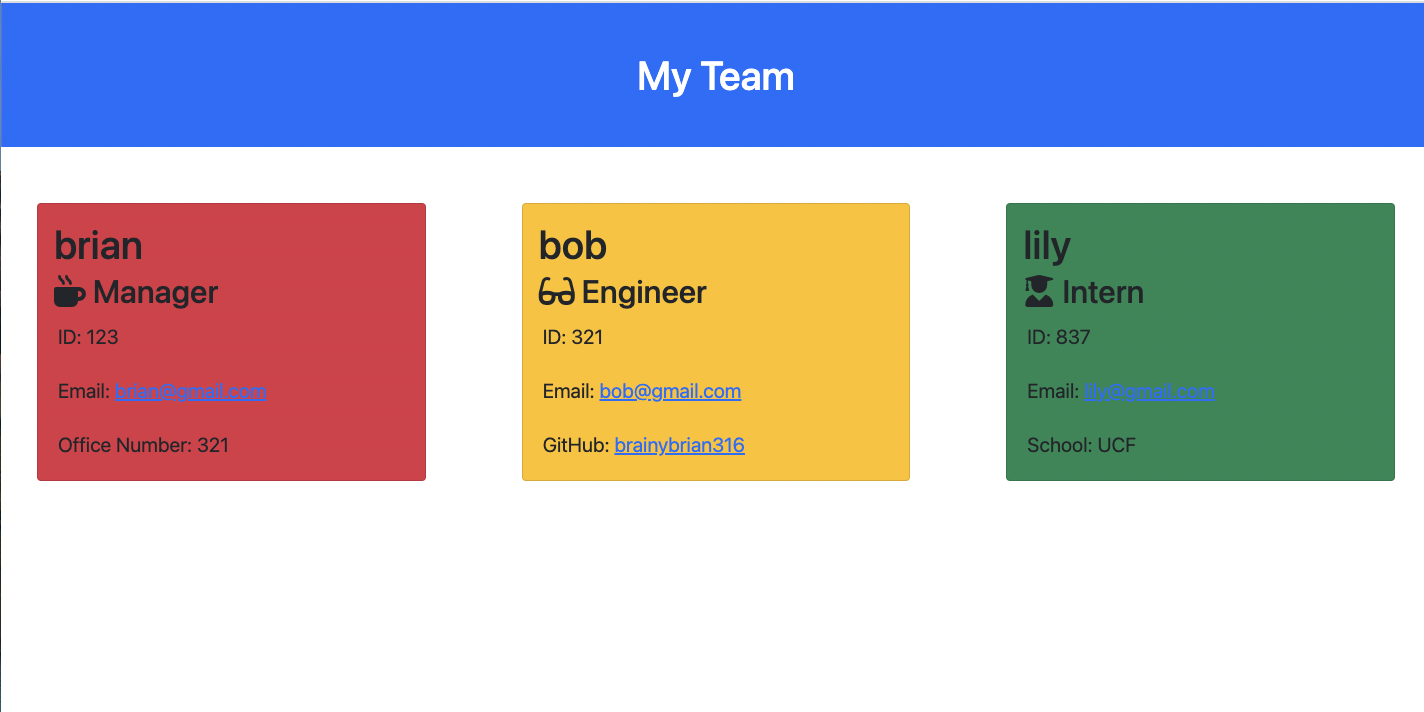 My Team
brian
Manager
ID: 123
Email: brian@gmail.com
Office Number: 321
bob
Engineer
ID: 321
Email: bob@gmail.com
GitHub: brainybrian316
lily
Intern
ID: 837
Email: lily@gmail.com
School: UCF